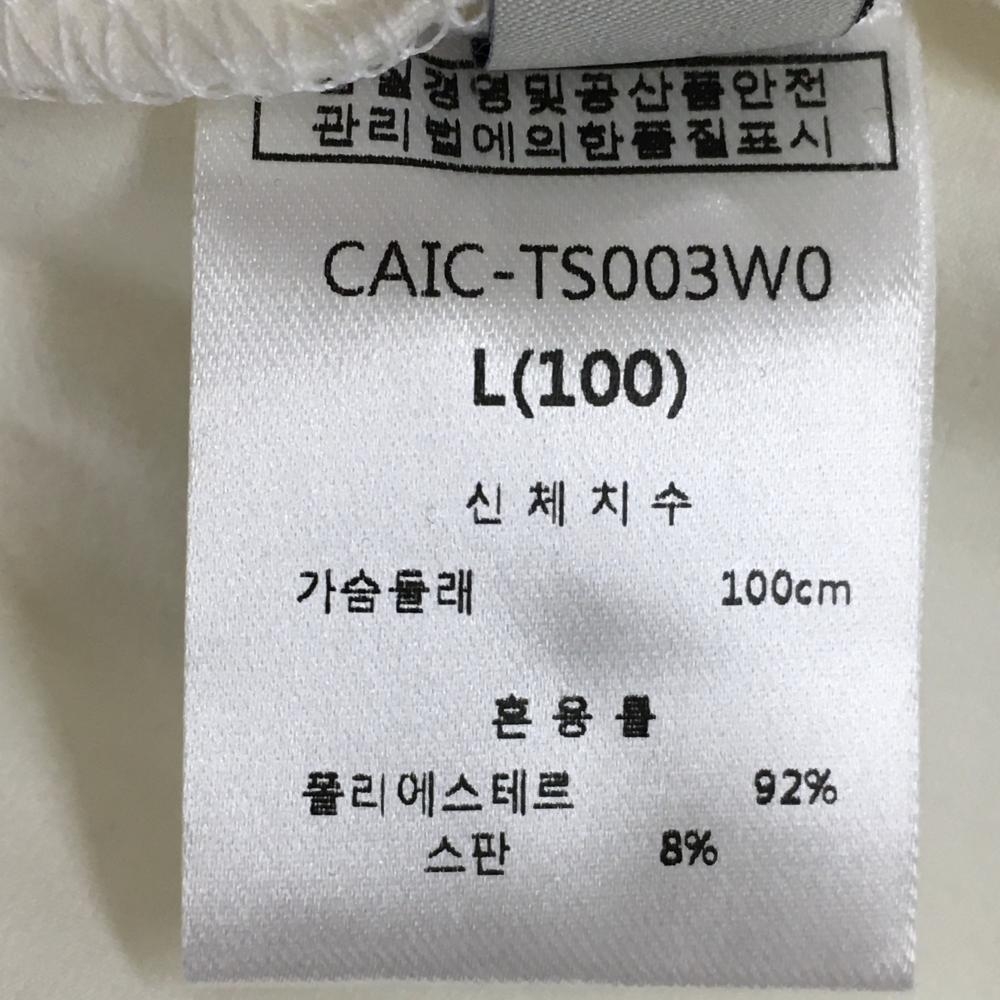 경영및공산품안전
관리법에의한품질표시
CAIC-TS003W0
L(100)
신체치수
가슴둘레 100cm
혼용률
폴리에스테르 92%
스판 8%